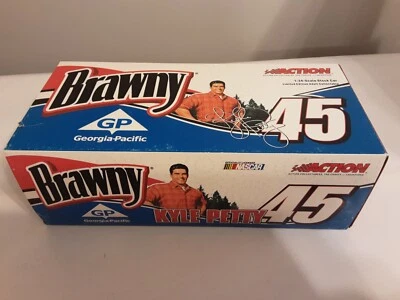 Brawny
GP
Georgia-Pacific
ACTION
1:24 Scale Stock Car
45
Brawny
GP
Georgia-Pacific
KYLE PETTY
NASCAR
ACTION
45